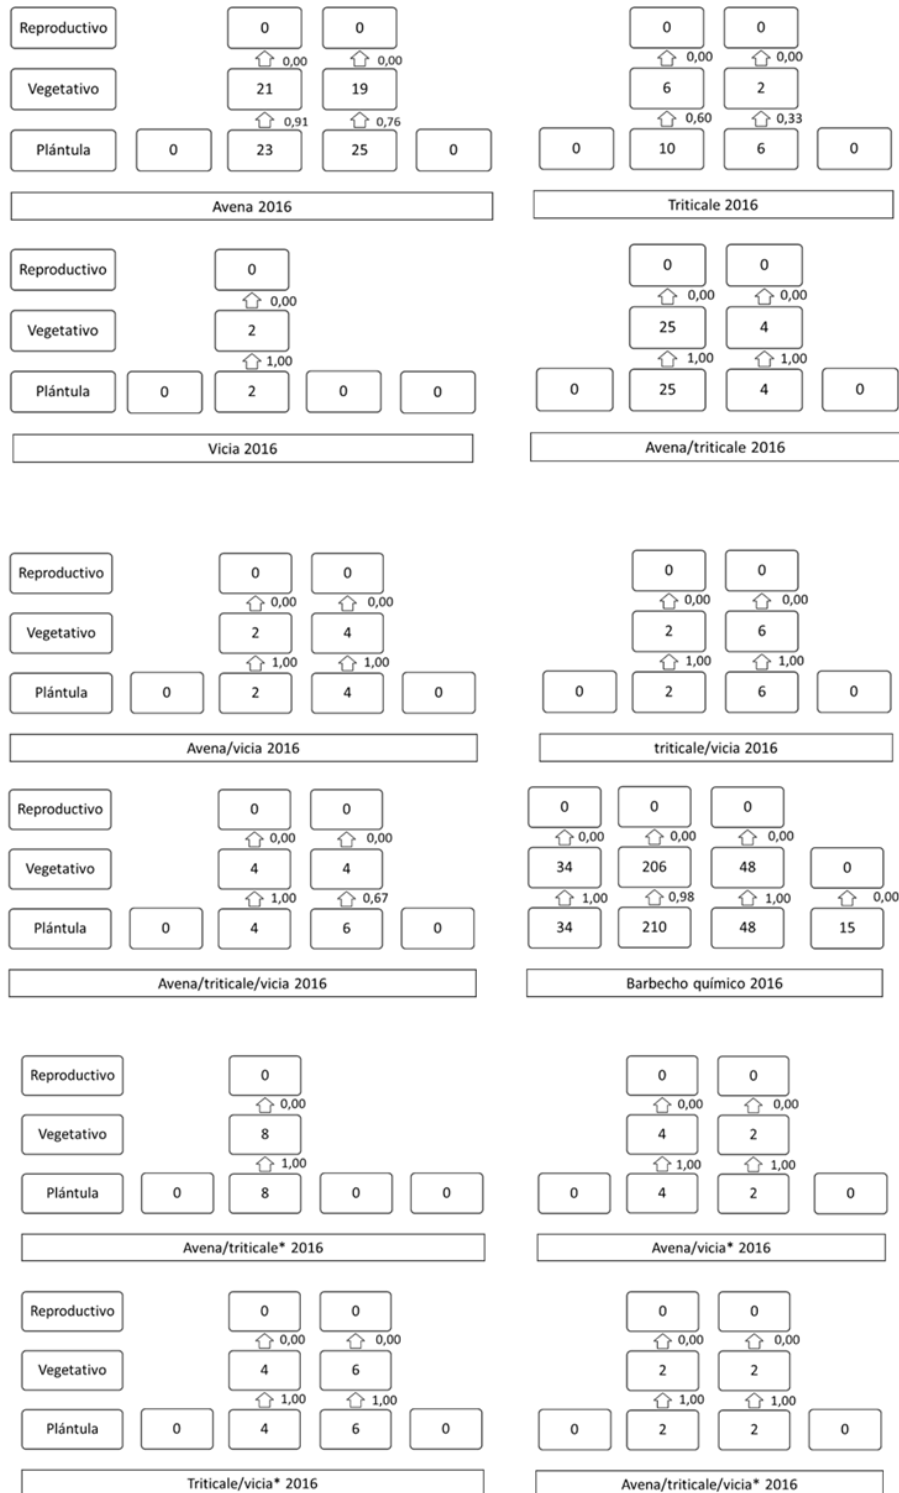 Reproductivo 0 0 0 0
0,00 0,00 0,00 0,00
Vegetativo 21 19 6 2
0,91 0,76 0,60 0,33
Plántula 0 23 25 0 0 10 6 0
Avena 2016 Triticale 2016
Reproductivo 0 0 0
0,00 0,00 0,00
Vegetativo 2 25 4
1,00 1,00 1,00
Plántula 0 2 0 0 0 25 4 0
Vicia 2016 Avena/triticale 2016
Reproductivo 0 0 0 0
0,00 0,00 0,00 0,00
Vegetativo 2 4 2 6
1,00 1,00 1,00 1,00
Plántula 0 2 4 0 0 2 6 0
Avena/vicia 2016 triticale/vicia 2016
Reproductivo 0 0 0 0 0
0,00 0,00 0,00 0,00 0,00
Vegetativo 4 4 34 206 48 0
1,00 0,67 1,00 0,98 1,00 0,00
Plántula 0 4 6 0 34 210 48 15
Avena/triticale/vicia 2016 Barbecho químico 2016
Reproductivo 0 0 0
0,00 0,00 0,00
Vegetativo 8 4 2
1,00 1,00 1,00
Plántula 0 8 0 0 0 4 2 0
Avena/triticale* 2016 Avena/vicia* 2016
Reproductivo 0 0 0 0
0,00 0,00 0,00 0,00
Vegetativo 4 6 2 2
1,00 1,00 1,00 1,00
Plántula 0 4 6 0 0 2 2 0
Triticale/vicia* 2016 Avena/triticale/vicia* 2016